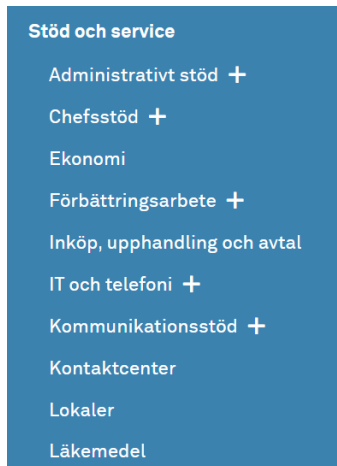 Stöd och service
Administrativt stöd +
Chefsstöd +
Ekonomi
Förbättringsarbete +
Inköp, upphandling och avtal
IT och telefoni +
Kommunikationsstöd +
Kontaktcenter
Lokaler
Läkemedel